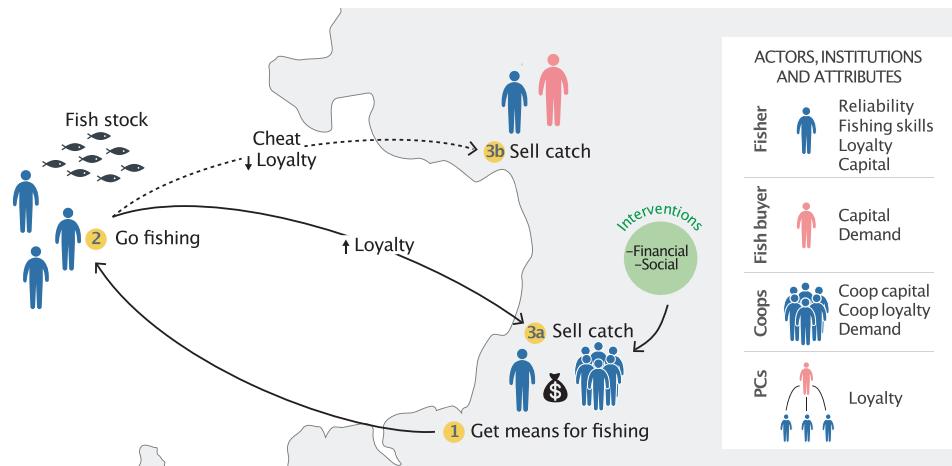 Fish stock
Cheat
Loyalty
3b Sell catch
2 Go fishing
Loyalty
Interventions
-Financial
-Social
3a Sell catch
$
1 Get means for fishing
ACTORS, INSTITUTIONS
AND ATTRIBUTES
Fisher
Reliability
Fishing skills
Loyalty
Capital
Fish buyer
Capital
Demand
Coops
Coop capital
Coop loyalty
Demand
PCs
Loyalty